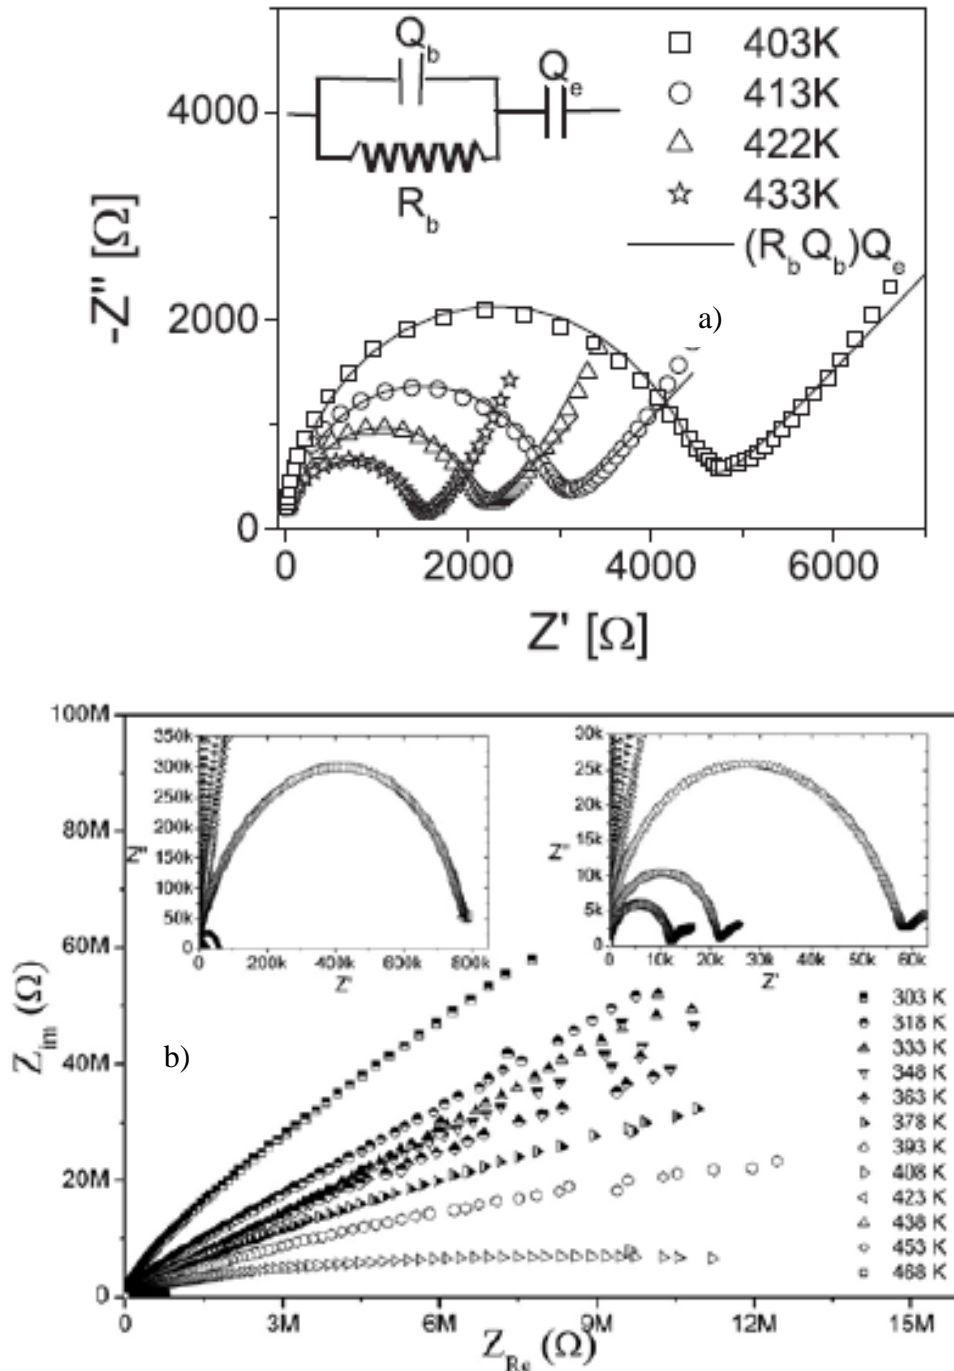 Q_b
Q_e
R_b
403K
413K
422K
433K
(R_bQ_b)Q_e
a)
4000
2000
0
-Z'' [Ω]
0 2000 4000 6000
Z' [Ω]
100M
80M
60M
40M
20M
0
Z_im (Ω)
350k
300k
250k
200k
150k
100k
50k
0
Z''
0 200k 400k 600k 800k
Z'
30k
25k
20k
15k
10k
5k
0
Z''
0 10k 20k 30k 40k 50k 60k
Z'
b)
303 K
318 K
333 K
348 K
363 K
378 K
393 K
408 K
423 K
438 K
453 K
468 K
0 3M 6M 9M 12M 15M
Z_Re (Ω)